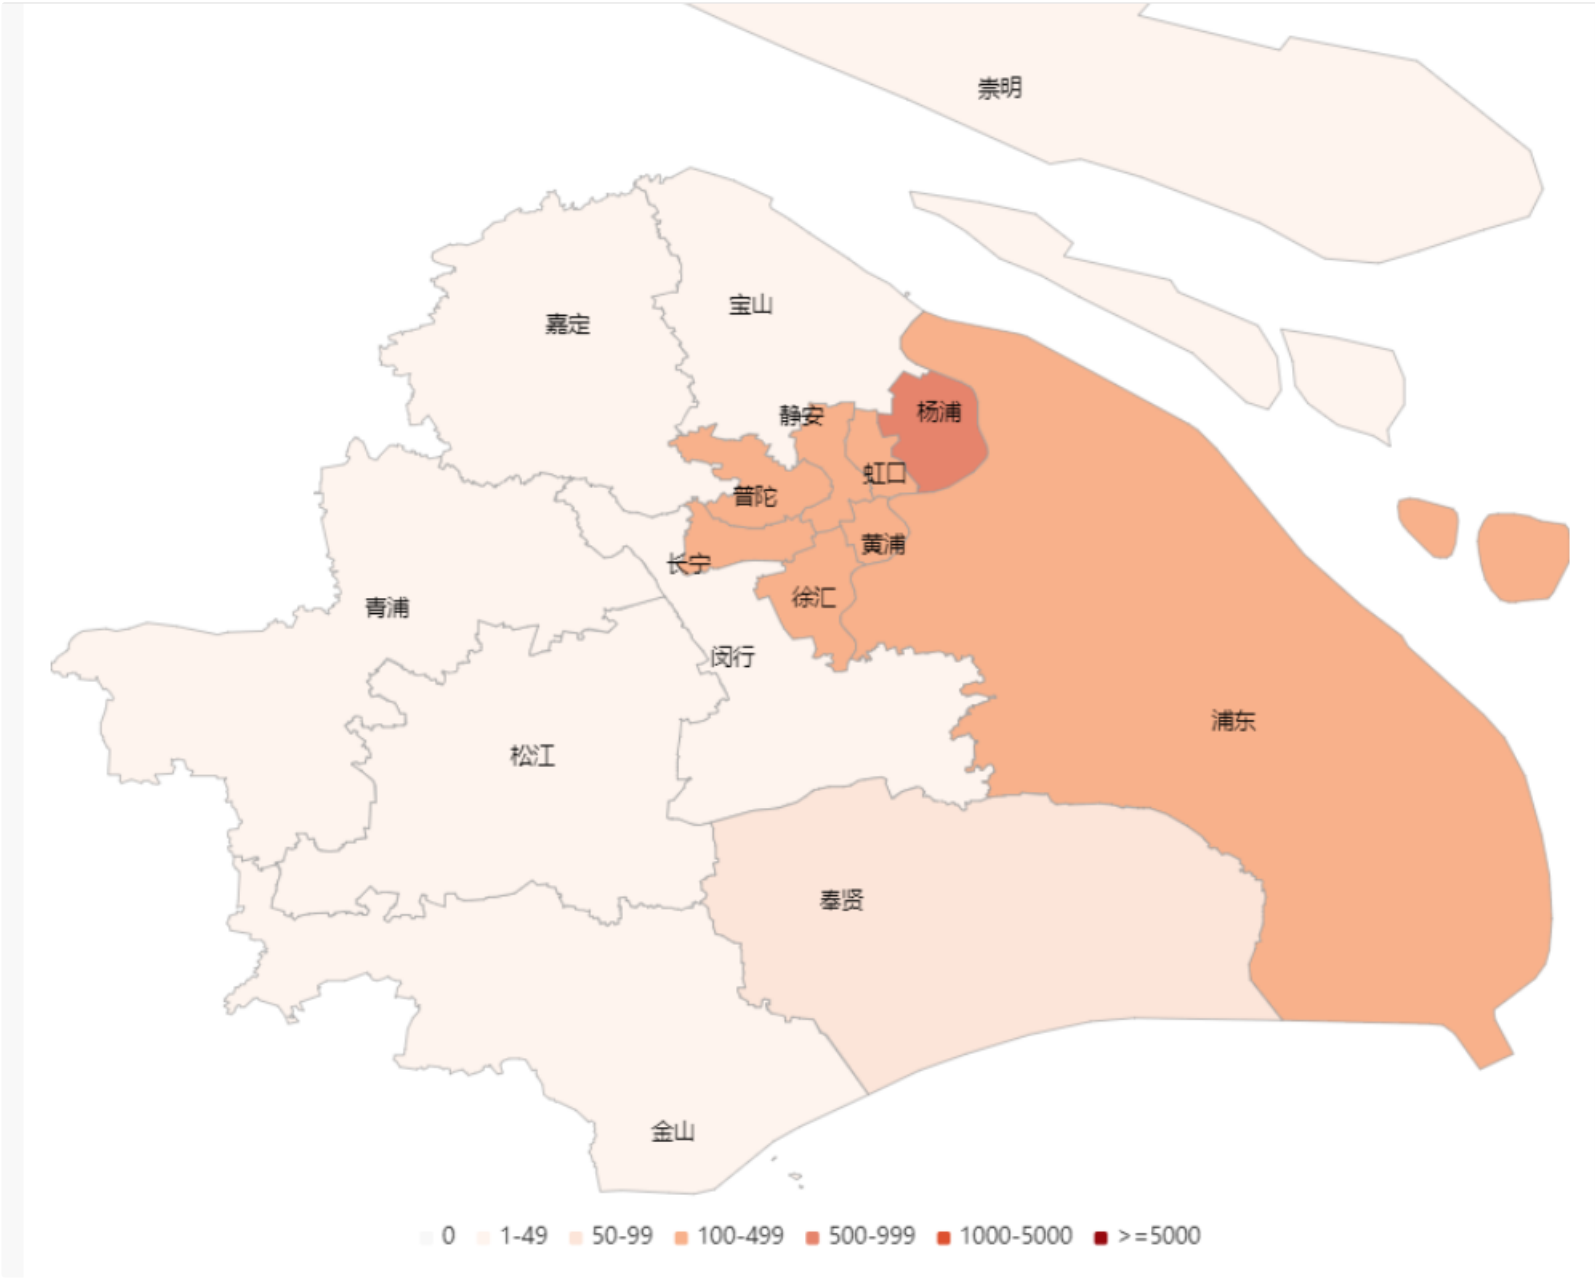 崇明
宝山
嘉定
杨浦
静安
虹口
普陀
黄浦
长宁
徐汇
青浦
闵行
浦东
松江
奉贤
金山
0 1-49 50-99 100-499 500-999 1000-5000 >=5000